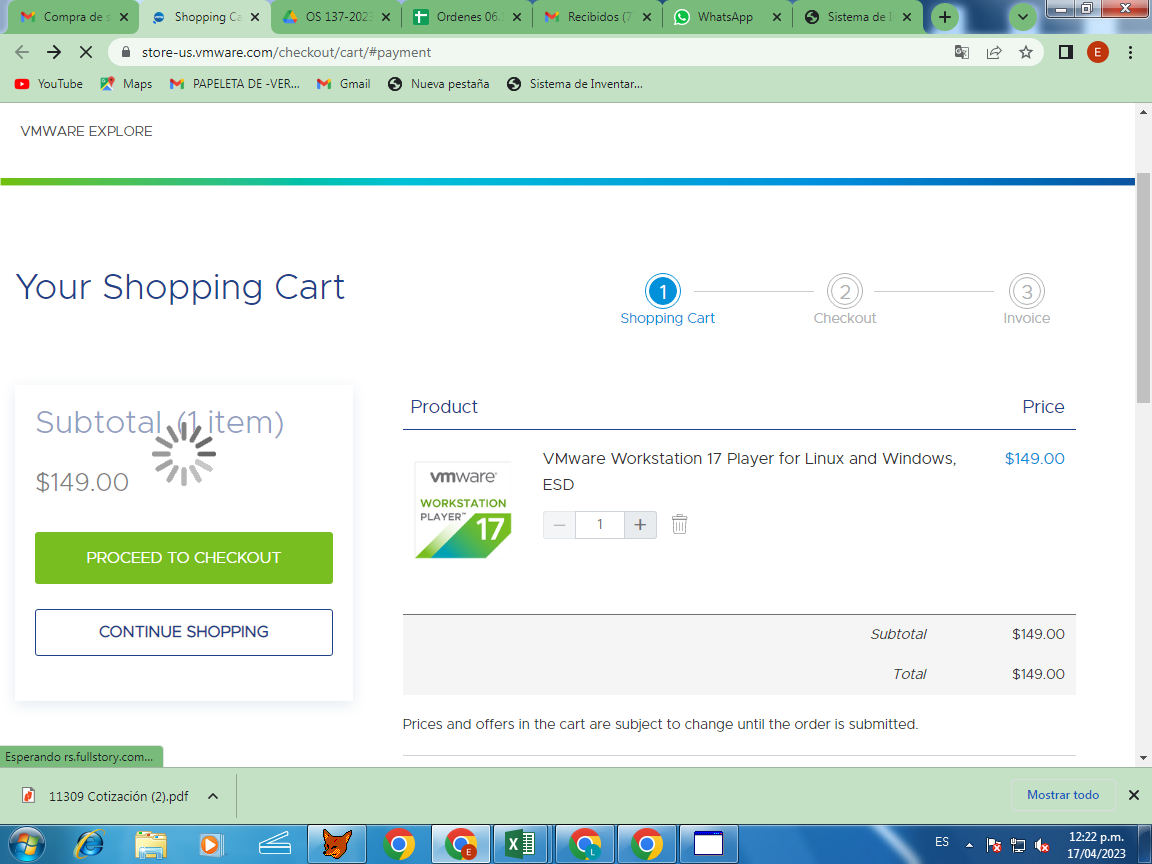 Compra de s
Shopping Ca
OS 137-2023
Ordenes 06.
Recibidos (7
WhatsApp
Sistema de I
store-us.vmware.com/checkout/cart/#payment
E
YouTube
Maps
PAPELETA DE -VER...
Gmail
Nueva pestaña
Sistema de Inventar...
VMWARE EXPLORE
Your Shopping Cart
1
2
3
Shopping Cart
Checkout
Invoice
Subtotal (1 item)
$149.00
PROCEED TO CHECKOUT
CONTINUE SHOPPING
Product
Price
vmware
WORKSTATION
PLAYER™
17
VMware Workstation 17 Player for Linux and Windows,
ESD
$149.00
1
Subtotal
$149.00
Total
$149.00
Prices and offers in the cart are subject to change until the order is submitted.
Esperando rs.fullstory.com...
11309 Cotización (2).pdf
Mostrar todo
E
L
ES
12:22 p.m.
17/04/2023